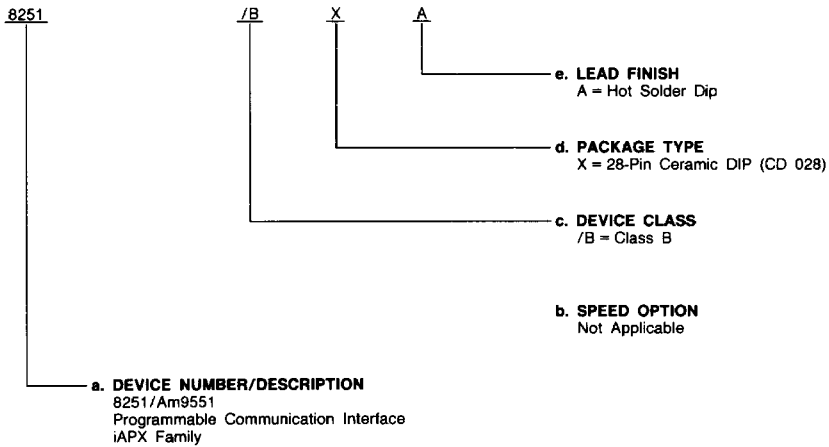 8251 /B X A
e. LEAD FINISH
A = Hot Solder Dip
d. PACKAGE TYPE
X = 28-Pin Ceramic DIP (CD 028)
c. DEVICE CLASS
/B = Class B
b. SPEED OPTION
Not Applicable
a. DEVICE NUMBER/DESCRIPTION
8251/Am9551
Programmable Communication Interface
iAPX Family